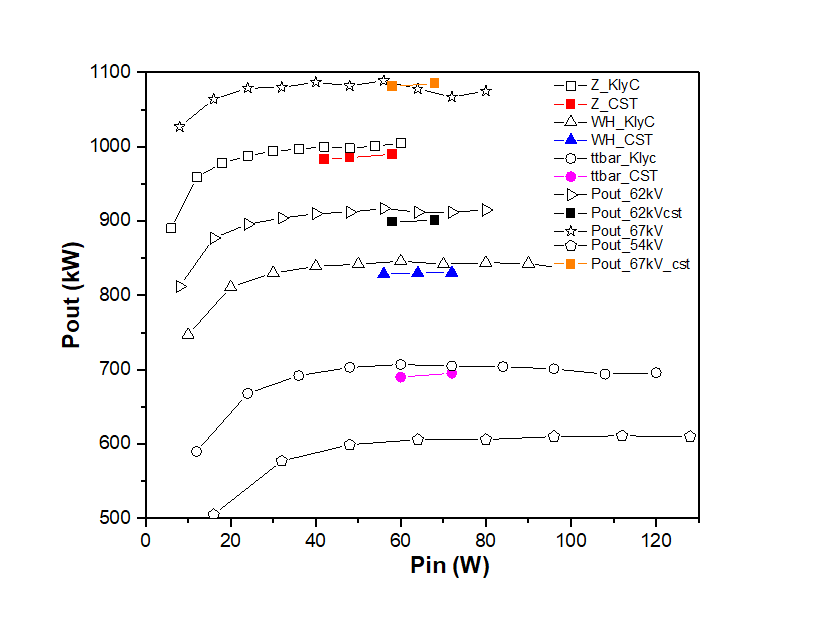 1100
1000
900
800
700
600
500
0
20
40
60
80
100
120
Pout (kW)
Pin (W)
Z_KlyC
Z_CST
WH_KlyC
WH_CST
ttbar_Klyc
ttbar_CST
Pout_62kV
Pout_62kVcst
Pout_67kV
Pout_54kV
Pout_67kV_cst